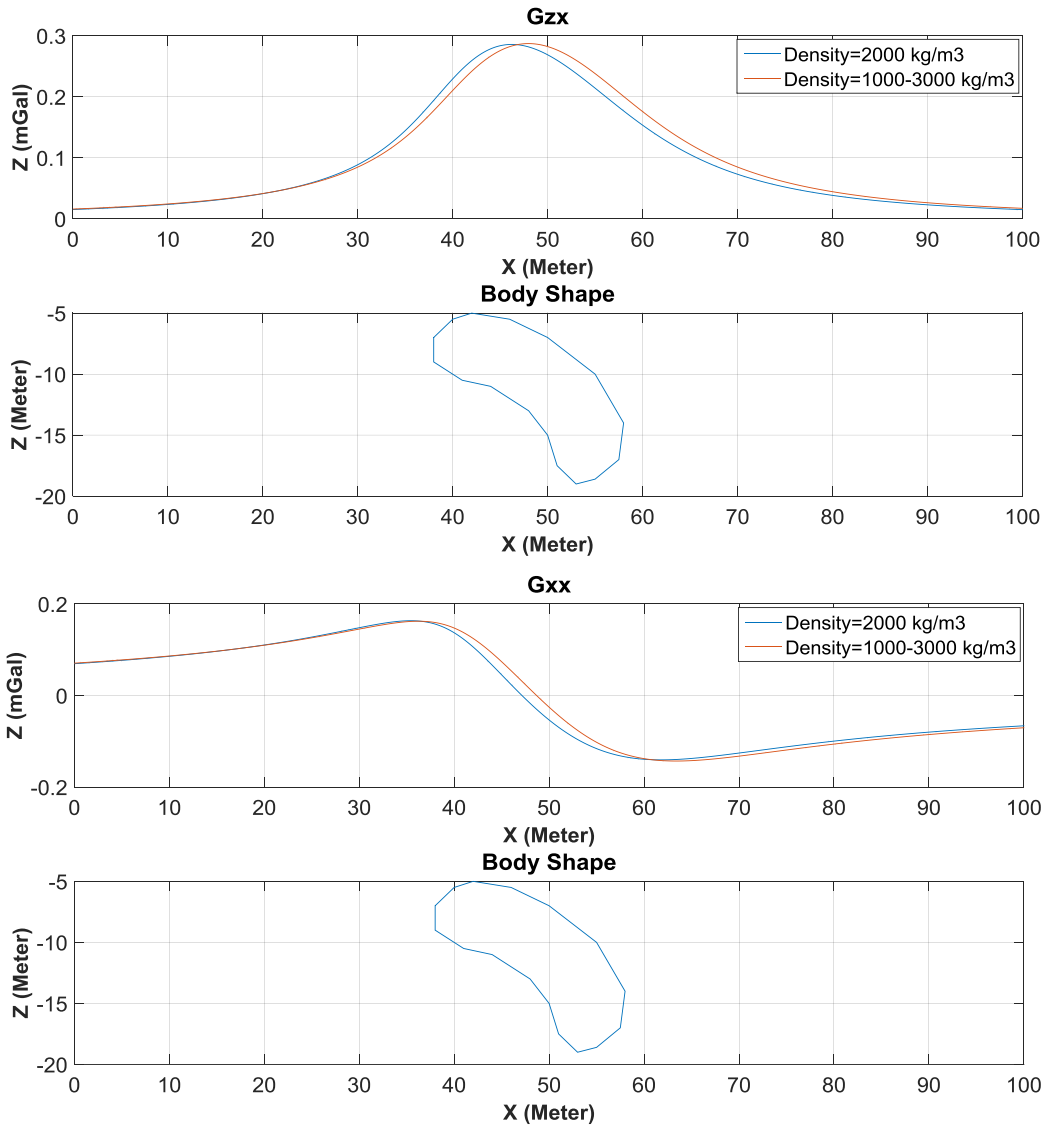 Gzx
Z (mGal)
0.3
0.2
0.1
0
Density=2000 kg/m3
Density=1000-3000 kg/m3
0 10 20 30 40 50 60 70 80 90 100
X (Meter)
Body Shape
Z (Meter)
-5
-10
-15
-20
0 10 20 30 40 50 60 70 80 90 100
X (Meter)
Gxx
Z (mGal)
0.2
0
-0.2
Density=2000 kg/m3
Density=1000-3000 kg/m3
0 10 20 30 40 50 60 70 80 90 100
X (Meter)
Body Shape
Z (Meter)
-5
-10
-15
-20
0 10 20 30 40 50 60 70 80 90 100
X (Meter)